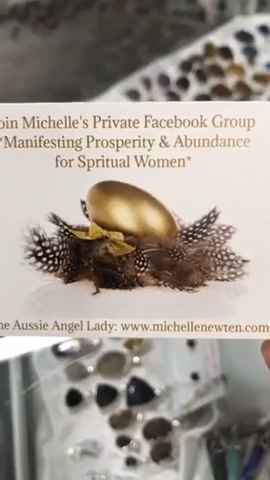 oin Michelle's Private Facebook Group
*Manifesting Prosperity & Abundance
for Spritual Women*
he Aussie Angel Lady: www.michellenewten.com